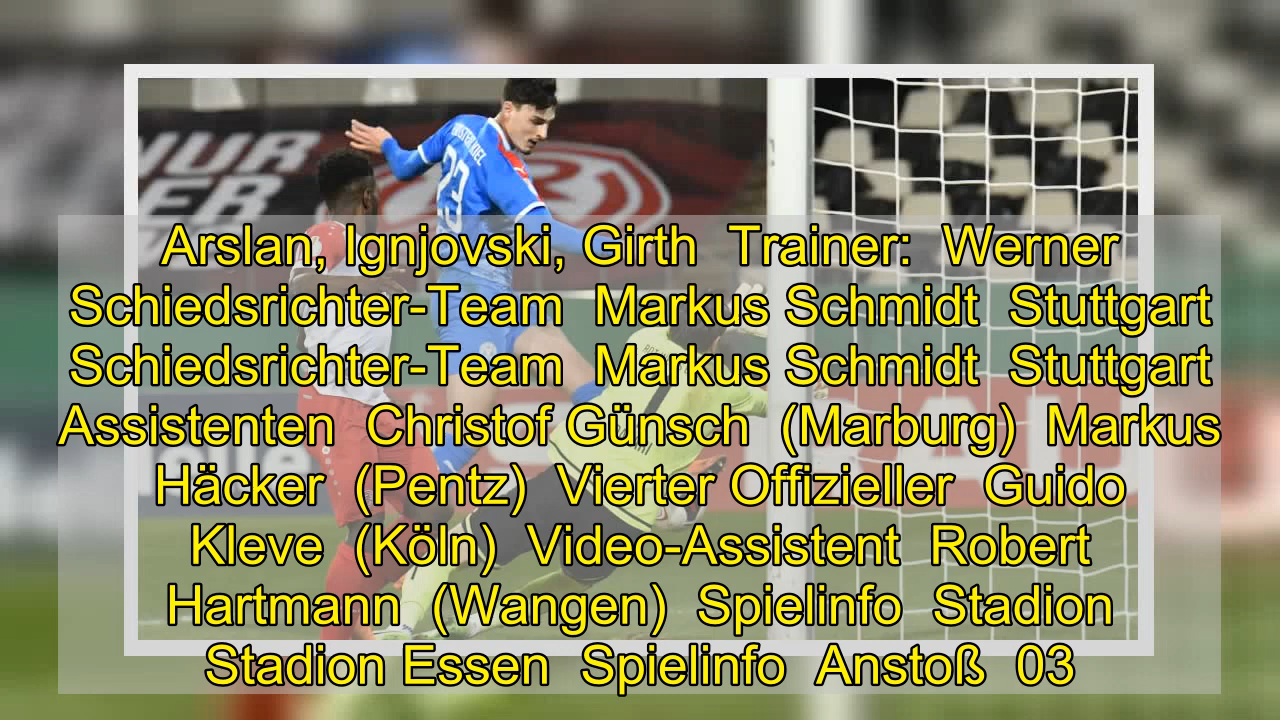 NUR
Arslan, Ignjovski, Girth Trainer: Werner
Schiedsrichter-Team Markus Schmidt Stuttgart
Schiedsrichter-Team Markus Schmidt Stuttgart
Assistenten Christof Günsch (Marburg) Markus
Häcker (Pentz) Vierter Offizieller Guido
Kleve (Köln) Video-Assistent Robert
Hartmann (Wangen) Spielinfo Stadion
Stadion Essen Spielinfo Anstoß 03
23